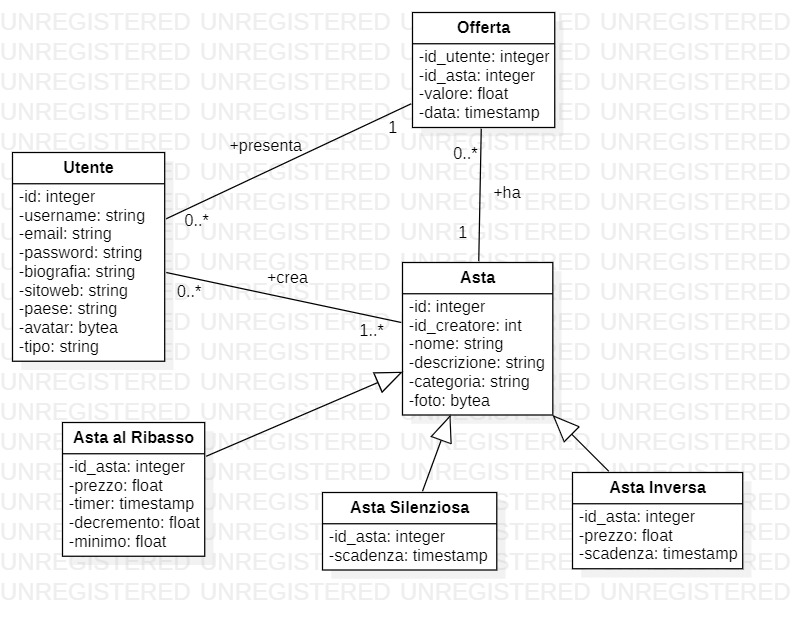 Offerta
-id_utente: integer
-id_asta: integer
-valore: float
-data: timestamp
1
+presenta
0..*
0..*
+ha
1
Utente
-id: integer
-username: string
-email: string
-password: string
-biografia: string
-sitoweb: string
-paese: string
-avatar: bytea
-tipo: string
+crea
0..*
1..*
Asta
-id: integer
-id_creatore: int
-nome: string
-descrizione: string
-categoria: string
-foto: bytea
Asta al Ribasso
-id_asta: integer
-prezzo: float
-timer: timestamp
-decremento: float
-minimo: float
Asta Silenziosa
-id_asta: integer
-scadenza: timestamp
Asta Inversa
-id_asta: integer
-prezzo: float
-scadenza: timestamp
UNREGISTERED UNREGISTERED UNREGISTERED UNREGISTERED